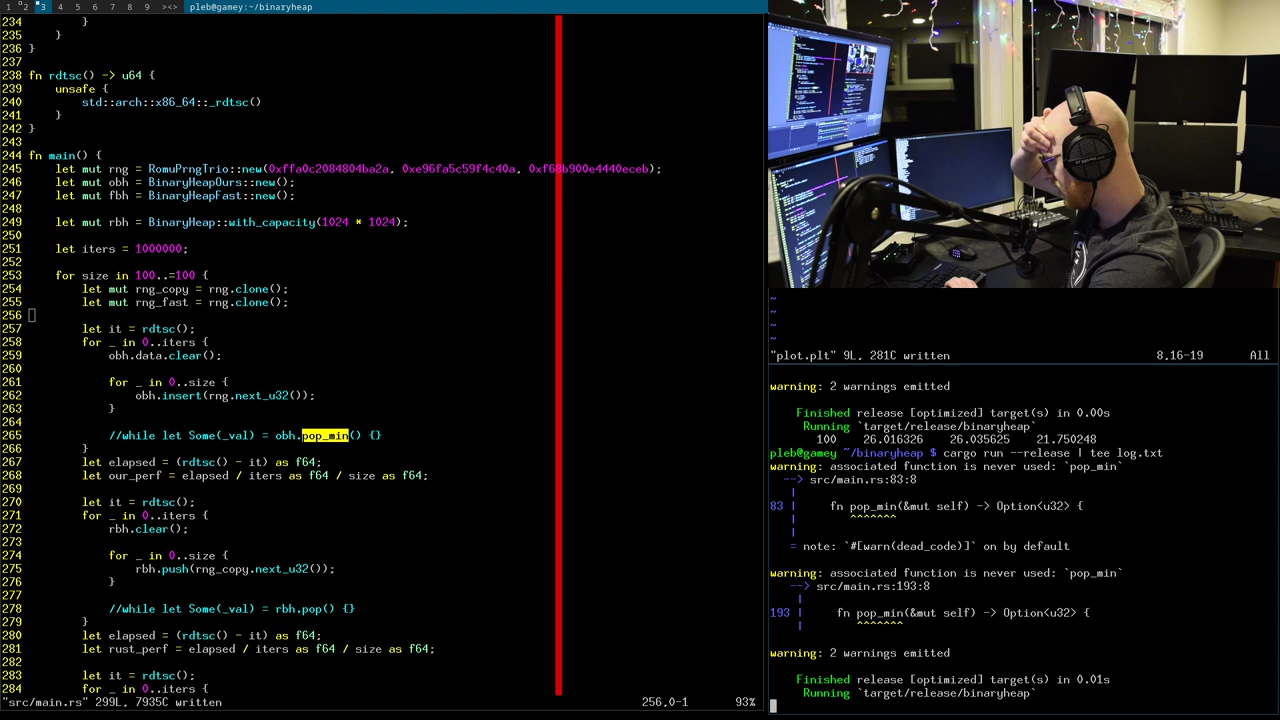 1 2 3 4 5 6 7 8 9 ><> pleb@gamey:~/binaryheap
234         }
235     }
236 }
237
238 fn rdtsc() -> u64 {
239     unsafe {
240         std::arch::x86_64::_rdtsc()
241     }
242 }
243
244 fn main() {
245     let mut rng = RomuPrngTrio::new(0xffa0c2084804ba2a, 0xe96fa5c59f4c40a, 0xf68b900e4440eceb);
246     let mut obh = BinaryHeapOurs::new();
247     let mut fbh = BinaryHeapFast::new();
248
249     let mut rbh = BinaryHeap::with_capacity(1024 * 1024);
250
251     let iters = 1000000;
252
253     for size in 100..=100 {
254         let mut rng_copy = rng.clone();
255         let mut rng_fast = rng.clone();
256
257         let it = rdtsc();
258         for _ in 0..iters {
259             obh.data.clear();
260
261             for _ in 0..size {
262                 obh.insert(rng.next_u32());
263             }
264
265             //while let Some(_val) = obh.pop_min() {}
266         }
267         let elapsed = (rdtsc() - it) as f64;
268         let our_perf = elapsed / iters as f64 / size as f64;
269
270         let it = rdtsc();
271         for _ in 0..iters {
272             rbh.clear();
273
274             for _ in 0..size {
275                 rbh.push(rng_copy.next_u32());
276             }
277
278             //while let Some(_val) = rbh.pop() {}
279         }
280         let elapsed = (rdtsc() - it) as f64;
281         let rust_perf = elapsed / iters as f64 / size as f64;
282
283         let it = rdtsc();
284         for _ in 0..iters {
"src/main.rs" 299L, 7935C written 256,0-1 93%
~
~
~
~
"plot.plt" 9L, 281C written 8,16-19 All
warning: 2 warnings emitted
Finished release [optimized] target(s) in 0.00s
Running `target/release/binaryheap`
100 26.016326 26.035625 21.750248
pleb@gamey ~/binaryheap $ cargo run --release | tee log.txt
warning: associated function is never used: `pop_min`
--> src/main.rs:83:8
|
83 | fn pop_min(&mut self) -> Option<u32> {
| ^^^^^^^
|
= note: `#[warn(dead_code)]` on by default
warning: associated function is never used: `pop_min`
--> src/main.rs:193:8
|
193 | fn pop_min(&mut self) -> Option<u32> {
| ^^^^^^^
warning: 2 warnings emitted
Finished release [optimized] target(s) in 0.01s
Running `target/release/binaryheap`